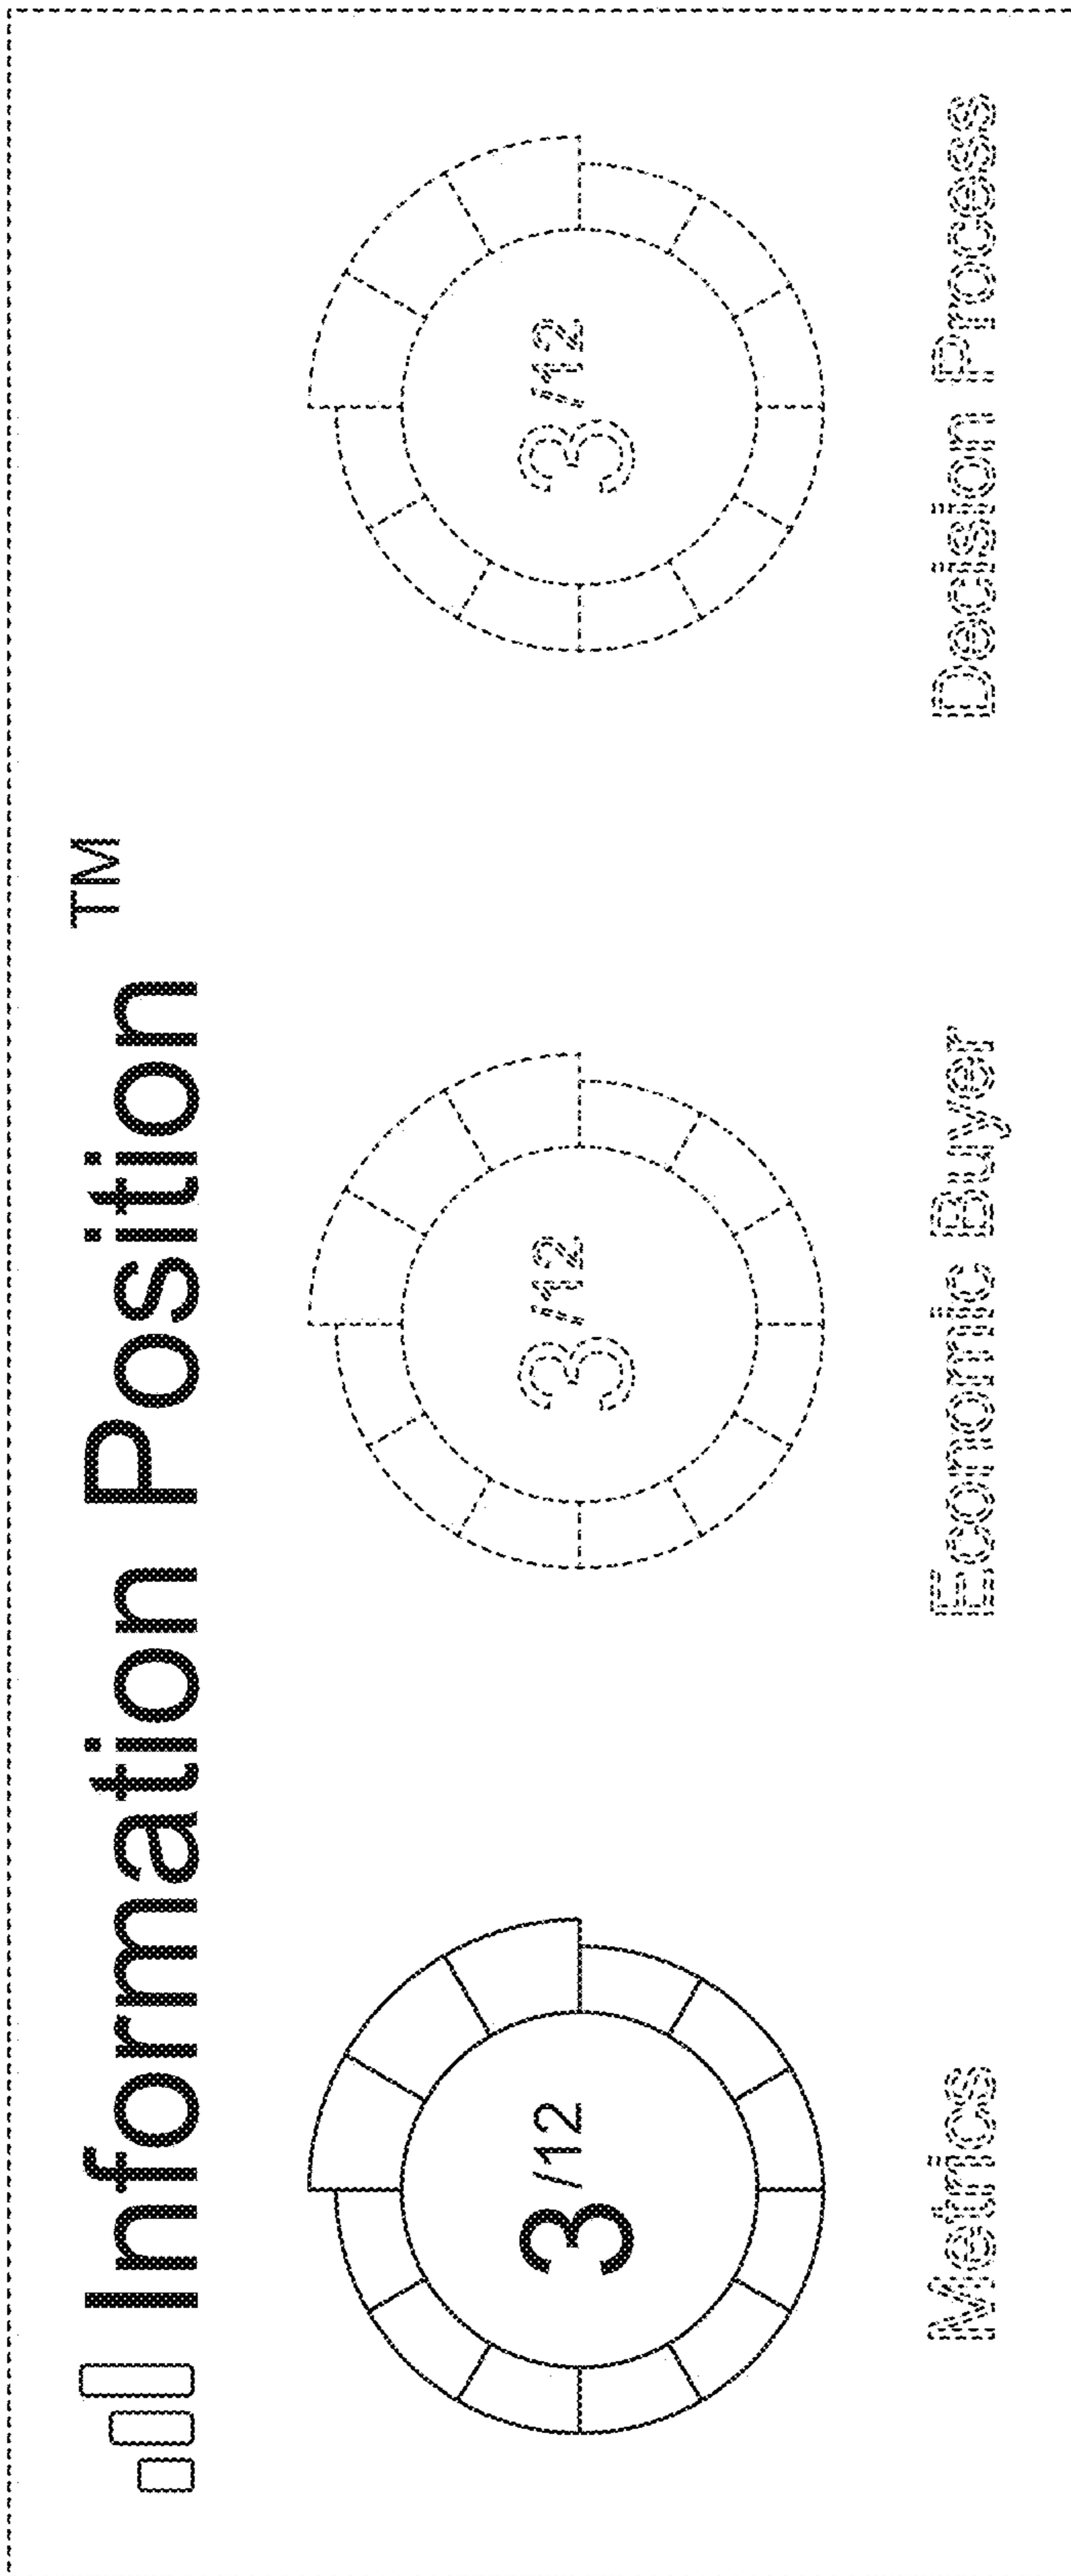 Information Position™
3/12
3/12
3/12
Metrics
Economic Buyer
Decision Process